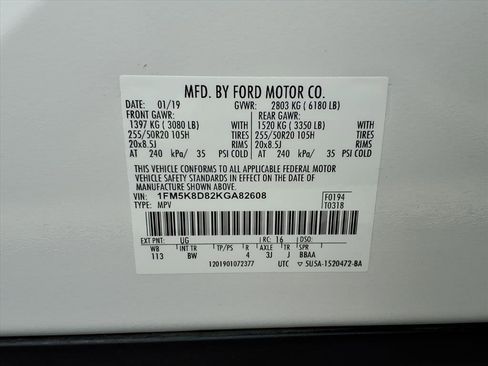 MFD. BY FORD MOTOR CO.
DATE: 01/19 GVWR: 2803 KG ( 6180 LB)
FRONT GAWR: REAR GAWR:
1397 KG ( 3080 LB) 1520 KG ( 3350 LB)
255/50R20 105H TIRES 255/50R20 105H TIRES
20x8.5J RIMS 20x8.5J RIMS
AT 240 kPa/ 35 PSI COLD AT 240 kPa/ 35 PSI COLD
THIS VEHICLE CONFORMS TO ALL APPLICABLE FEDERAL MOTOR
VEHICLE SAFETY STANDARDS IN EFFECT ON THE DATE OF
MANUFACTURE SHOWN ABOVE.
VIN: 1FM5K8D82KGA82608 F0194
TYPE: MPV T0318
EXT PNT: UG RC: 16 DSO:
WB INT TR TP/PS R AXLE TR SPR
113 BW 4 3J J BBAA
1201901072377 UTC ▽ 5U5A-1520472-BA